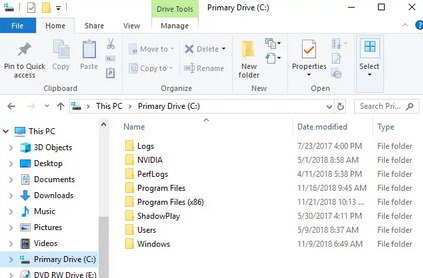 Drive Tools
Primary Drive (C:)
File
Home
Share
View
Manage
Pin to Quick access
Copy
Paste
Move to
Copy to
Delete
Rename
New folder
Properties
Open
Select
Clipboard
Organize
New
This PC
Primary Drive (C:)
Search Pri...
Name
Date modified
Type
This PC
3D Objects
Desktop
Documents
Downloads
Music
Pictures
Videos
Primary Drive (C:)
DVD RW Drive (E:
Logs 7/23/2017 4:00 PM File folder
NVIDIA 5/1/2018 8:58 AM File folder
PerfLogs 4/11/2018 5:38 PM File folder
Program Files 11/16/2018 9:45 AM File folder
Program Files (x86) 11/21/2018 10:13 ... File folder
ShadowPlay 5/30/2017 4:11 PM File folder
Users 5/9/2018 8:37 AM File folder
Windows 11/9/2018 6:49 AM File folder